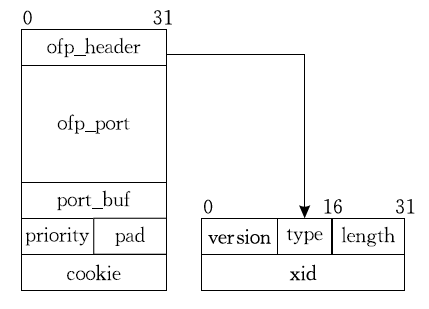 0 31
ofp_header
ofp_port
port_buf
priority pad
cookie
0 16 31
version type length
xid